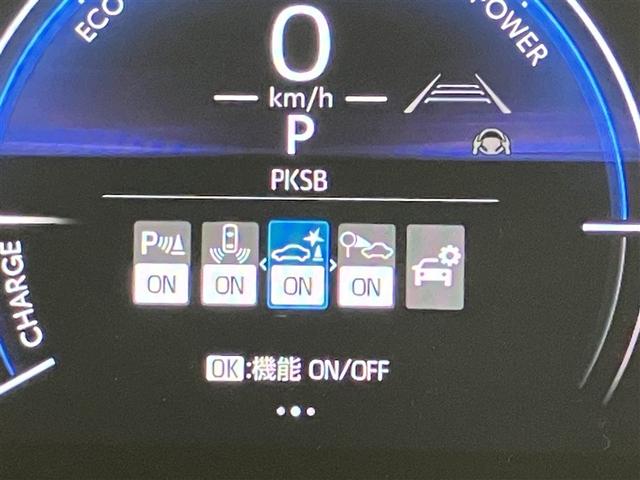 ECO
POWER
0
km/h
P
PKSB
P
ON
ON
ON
ON
CHARGE
OK:機能 ON/OFF